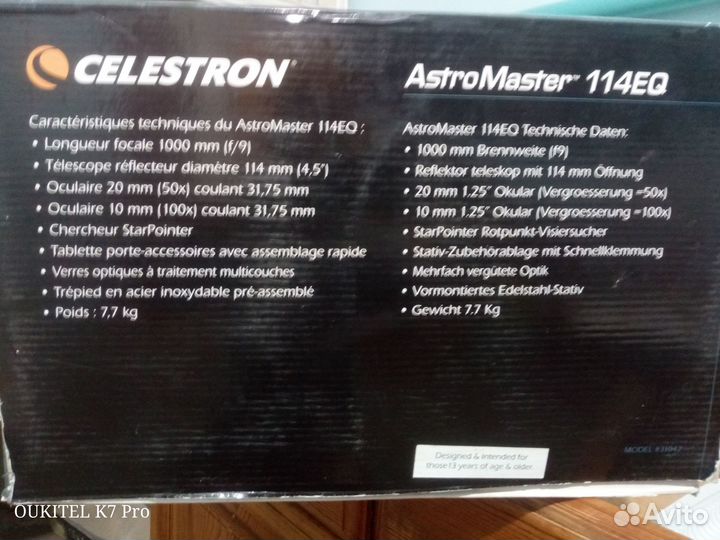 CELESTRON®
Caractéristiques techniques du AstroMaster 114EQ :
• Longueur focale 1000 mm (f/9)
• Télescope réflecteur diamètre 114 mm (4,5")
• Oculaire 20 mm (50x) coulant 31,75 mm
• Oculaire 10 mm (100x) coulant 31,75 mm
• Chercheur StarPointer
• Tablette porte-accessoires avec assemblage rapide
• Verres optiques à traitement multicouches
• Trépied en acier inoxydable pré-assemblé
• Poids : 7,7 kg
AstroMaster™ 114EQ
AstroMaster 114EQ Technische Daten:
• 1000 mm Brennweite (f9)
• Reflektor teleskop mit 114 mm Öffnung
• 20 mm 1.25" Okular (Vergroesserung =50x)
• 10 mm 1.25" Okular (Vergroesserung =100x)
• StarPointer Rotpunkt-Visiersucher
• Stativ-Zubehörablage mit Schnellklemmung
• Mehrfach vergütete Optik
• Vormontiertes Edelstahl-Stativ
• Gewicht 7.7 Kg
MODEL #31042
Designed & Intended for
those13 years of age & older.
OUKITEL K7 Pro
Avito